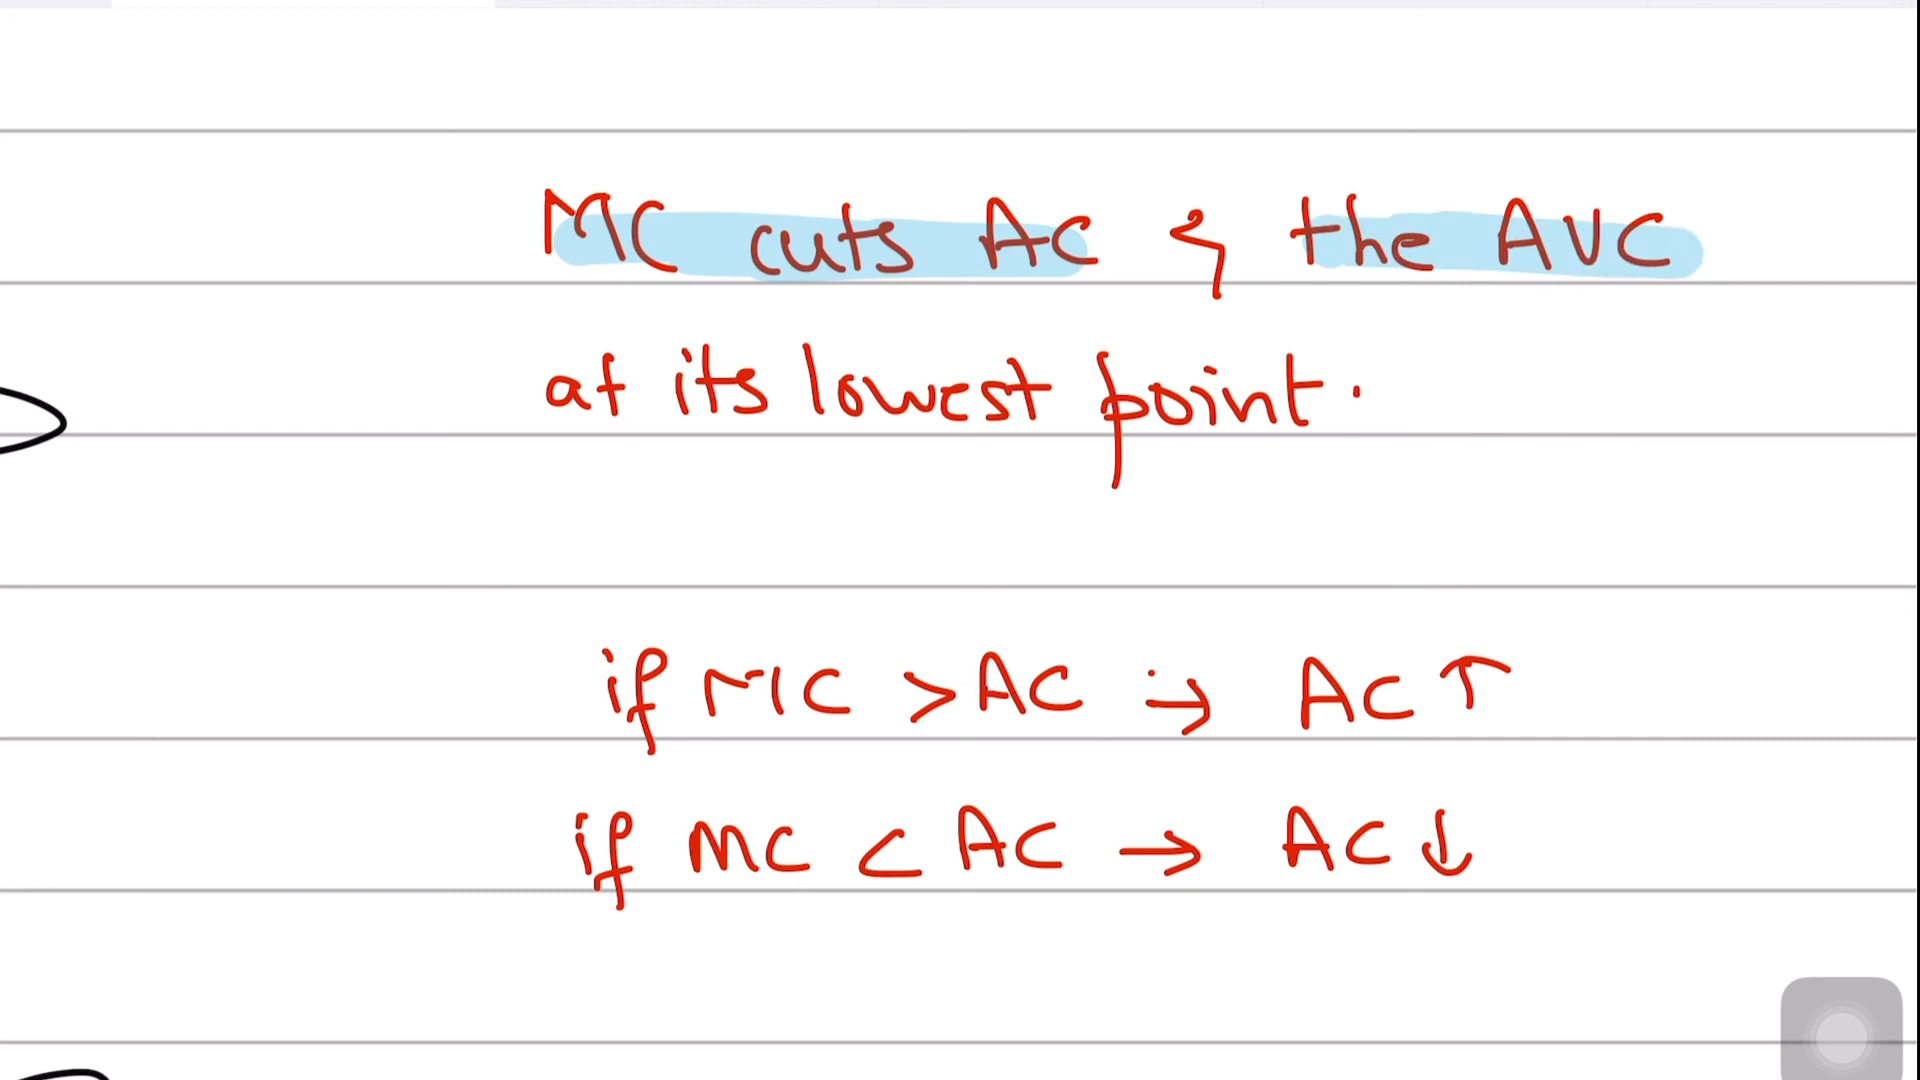 MC cuts AC & the AVC
at its lowest point.
if MC > AC → AC ↑
if MC < AC → AC ↓